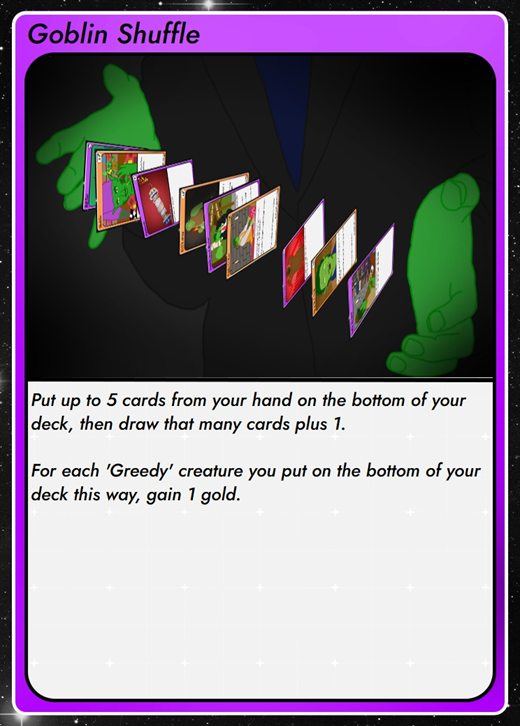 Goblin Shuffle
Put up to 5 cards from your hand on the bottom of your
deck, then draw that many cards plus 1.
For each 'Greedy' creature you put on the bottom of your
deck this way, gain 1 gold.